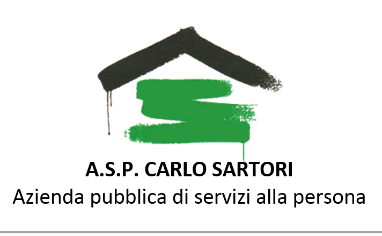 A.S.P. CARLO SARTORI
Azienda pubblica di servizi alla persona